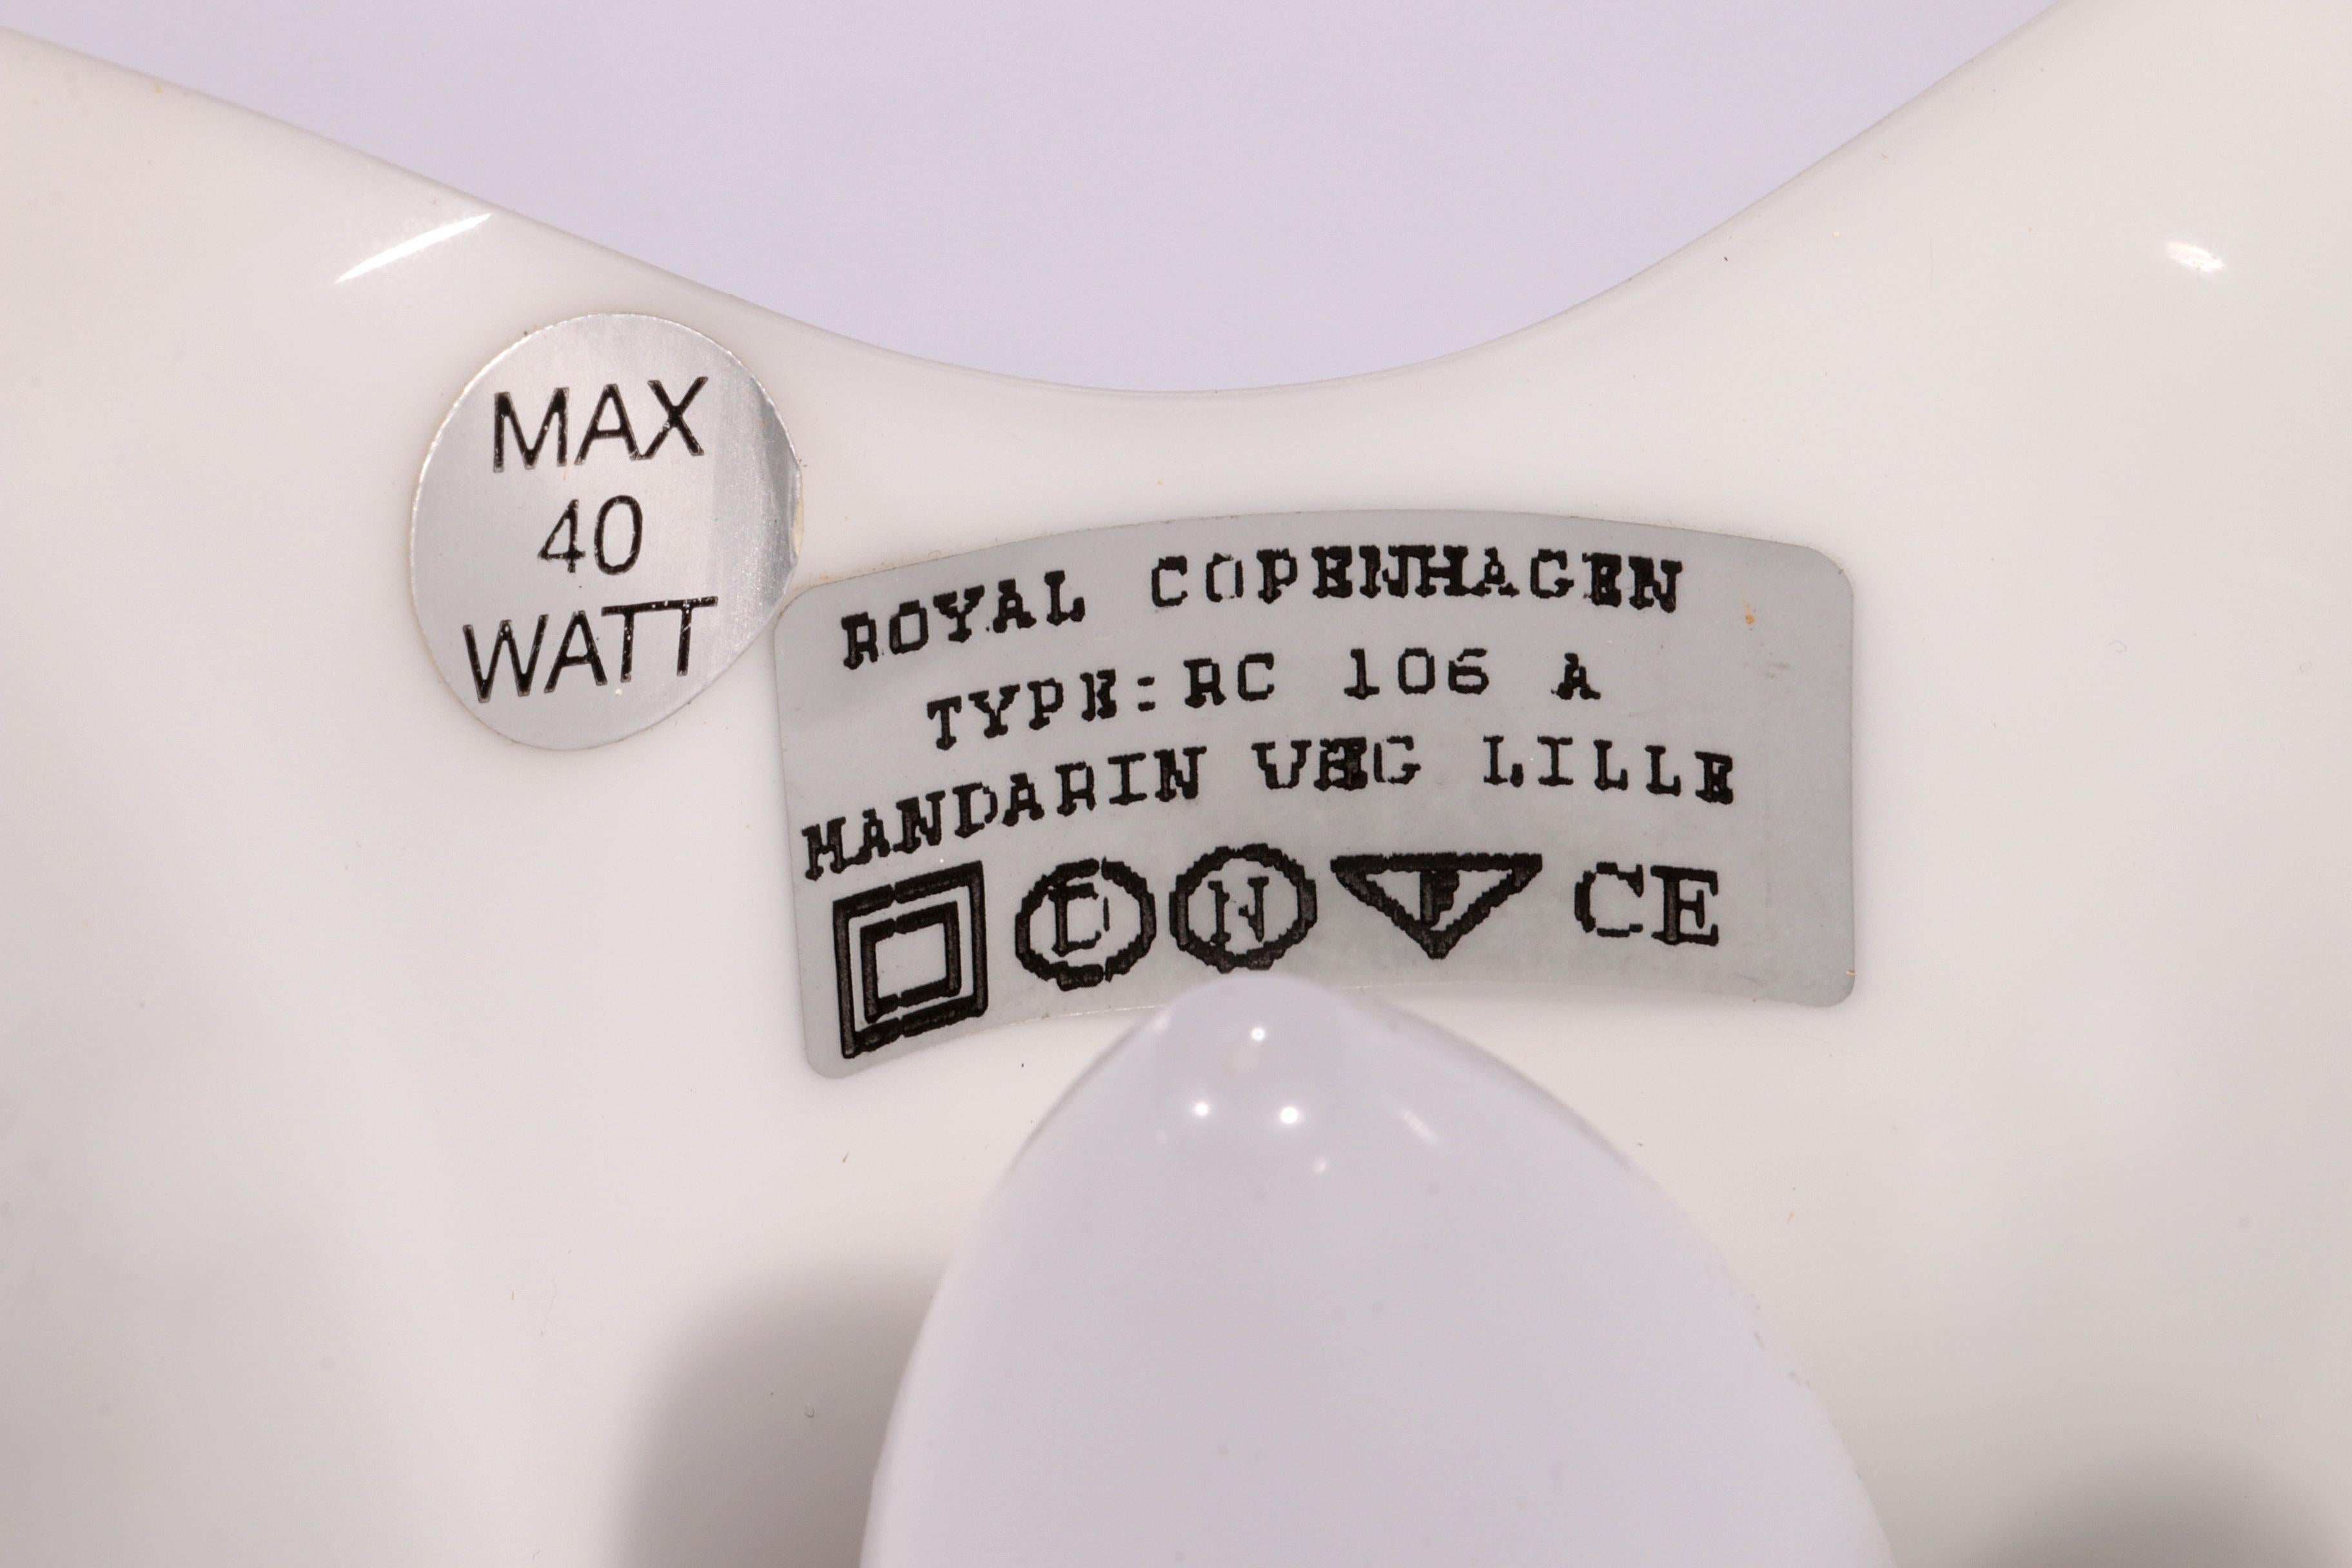 MAX
40
WATT
ROYAL COPENHAGEN
TYPE: RC 106 A
MANDARIN VEG LILLE
D N F CE